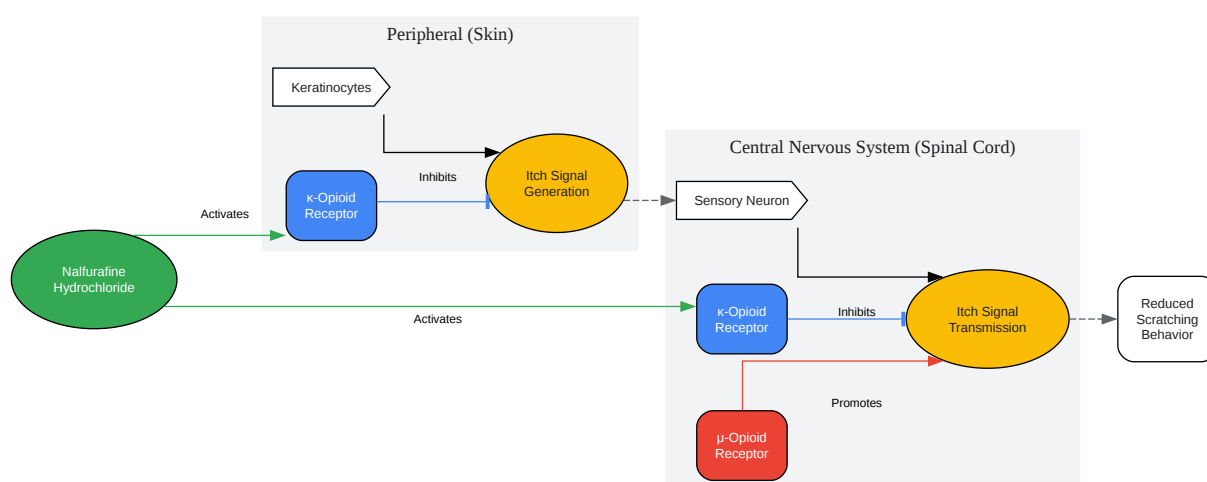 Peripheral (Skin)
Keratinocytes
Inhibits
Itch Signal
Generation
κ-Opioid
Receptor
Activates
Nalfurafine
Hydrochloride
Activates
Central Nervous System (Spinal Cord)
Sensory Neuron
κ-Opioid
Receptor
Inhibits
Itch Signal
Transmission
Promotes
μ-Opioid
Receptor
Reduced
Scratching
Behavior